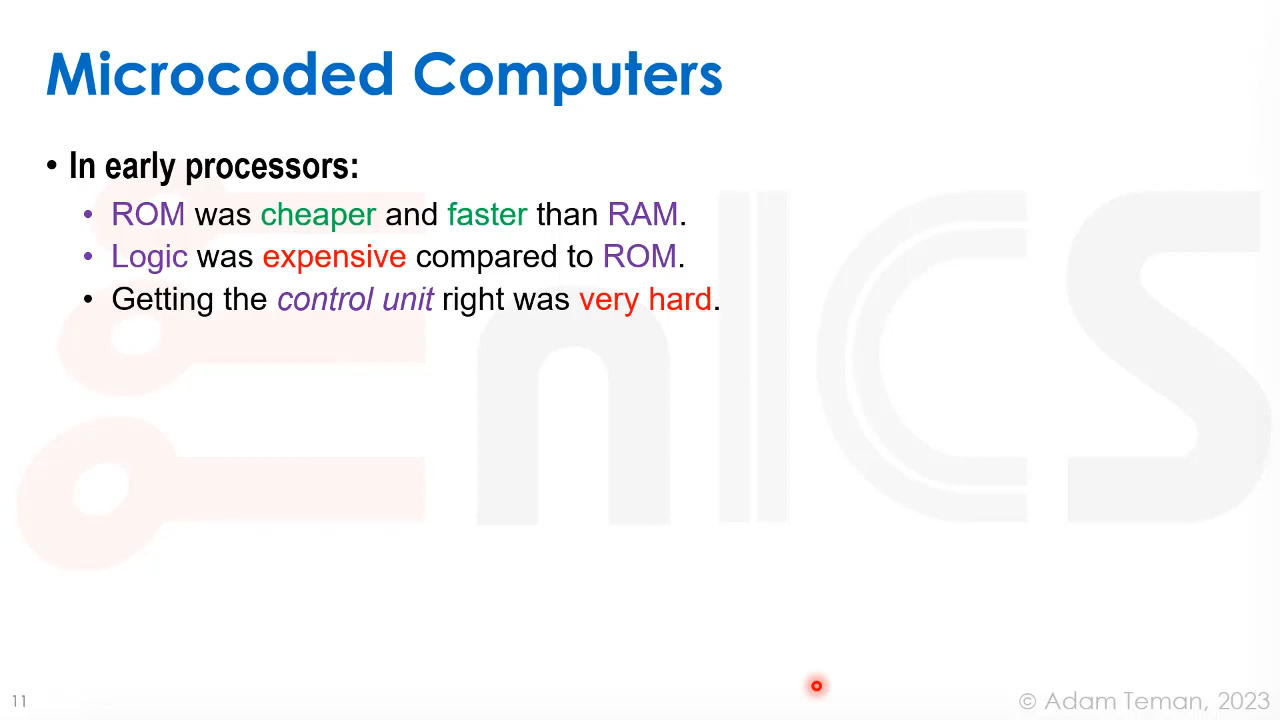 Microcoded Computers
• In early processors:
• ROM was cheaper and faster than RAM.
• Logic was expensive compared to ROM.
• Getting the control unit right was very hard.
EnICS
11
© Adam Teman, 2023